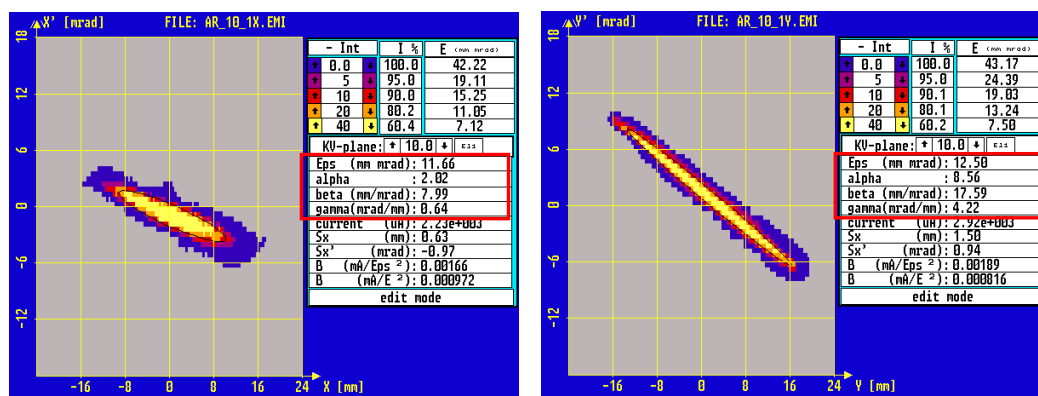 X' [mrad] FILE: AR_10_1X.EMI
18
12
6
0
-6
-12
-16 -8 0 8 16 24 X [mm]
- Int I % E (mm mrad)
0.0 100.0 42.22
5 95.0 19.11
10 90.0 15.25
20 80.2 11.05
40 60.4 7.12
KV-plane: 10.0 Ell
Eps (mm mrad): 11.66
alpha : 2.02
beta (mm/mrad): 7.99
gamma(mrad/mm): 0.64
current (uA): 2.23e+003
Sx (mm): 0.63
Sx' (mrad): -0.97
B (mA/Eps ²): 0.00166
B (mA/E ²): 0.000972
edit mode
Y' [mrad] FILE: AR_10_1Y.EMI
18
12
6
0
-6
-12
-16 -8 0 8 16 24 Y [mm]
- Int I % E (mm mrad)
0.0 100.0 43.17
5 95.0 24.39
10 90.1 19.03
20 80.1 13.24
40 60.2 7.50
KV-plane: 10.0 Ell
Eps (mm mrad): 12.50
alpha : 8.56
beta (mm/mrad): 17.59
gamma(mrad/mm): 4.22
current (uA): 2.92e+003
Sx (mm): 1.50
Sx' (mrad): 0.94
B (mA/Eps ²): 0.00189
B (mA/E ²): 0.000816
edit mode